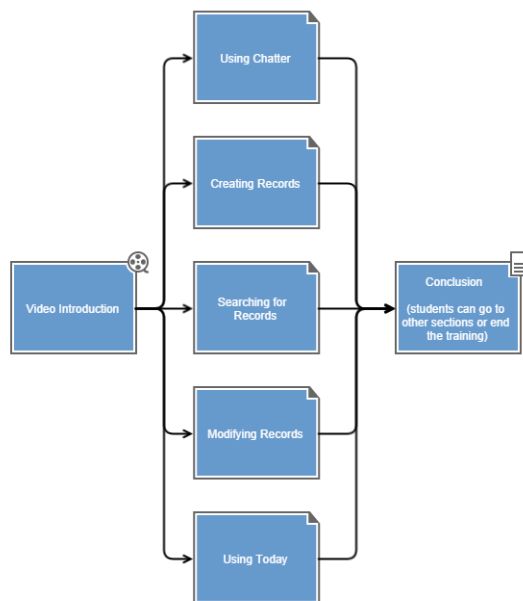 Using Chatter
Creating Records
Video Introduction
Searching for
Records
Conclusion
(students can go to
other sections or end
the training)
Modifying Records
Using Today